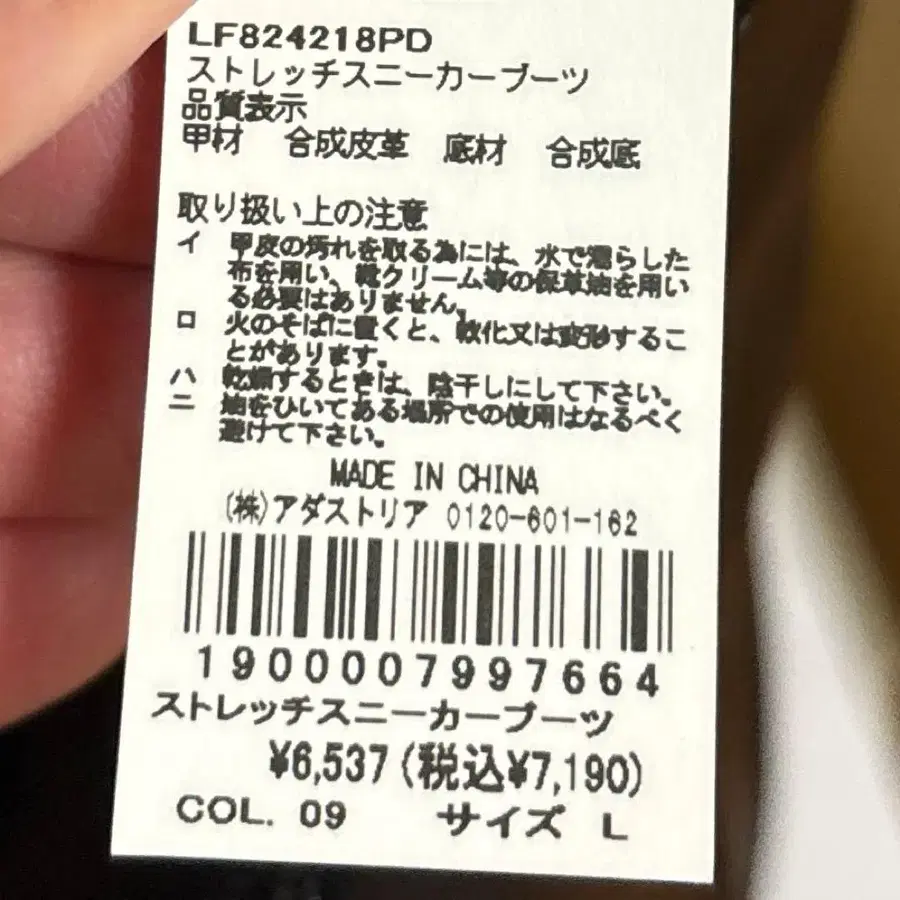 LF824218PD
ストレッチスニーカーブーツ
品質表示
甲材 合成皮革 底材 合成底
取り扱い上の注意
イ 甲皮の汚れを取る為には、水で濡らした
布を用い、靴クリーム等の保革油を用い
る必要はありません。
ロ 火のそばに置くと、軟化又は変形するこ
とがあります。
ハ 乾燥するときは、陰干しにして下さい。
ニ 油をひいてある場所での使用はなるべく
避けて下さい。
MADE IN CHINA
(株)アダストリア 0120-601-162
1900007997664
ストレッチスニーカーブーツ
¥6,537(税込¥7,190)
COL. 09 サイズ L